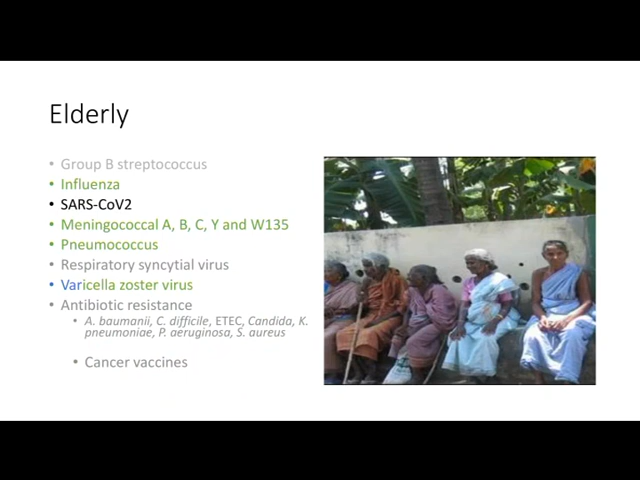 Elderly
• Group B streptococcus
• Influenza
• SARS-CoV2
• Meningococcal A, B, C, Y and W135
• Pneumococcus
• Respiratory syncytial virus
• Varicella zoster virus
• Antibiotic resistance
• A. baumanii, C. difficile, ETEC, Candida, K.
pneumoniae, P. aeruginosa, S. aureus
• Cancer vaccines